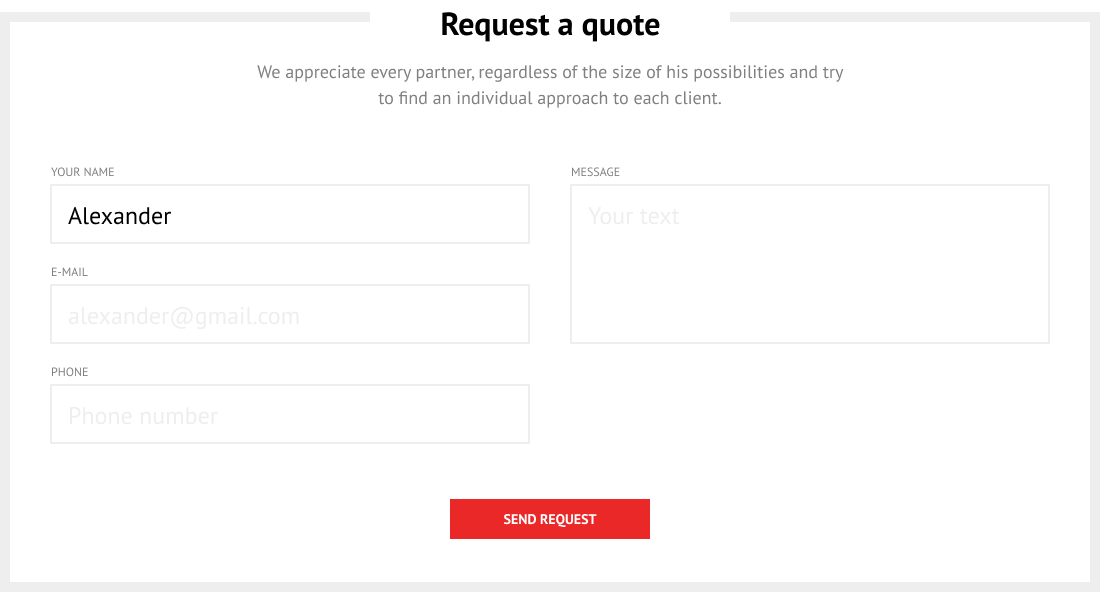 Request a quote
We appreciate every partner, regardless of the size of his possibilities and try
to find an individual approach to each client.
YOUR NAME
Alexander
E-MAIL
alexander@gmail.com
PHONE
Phone number
MESSAGE
Your text
SEND REQUEST